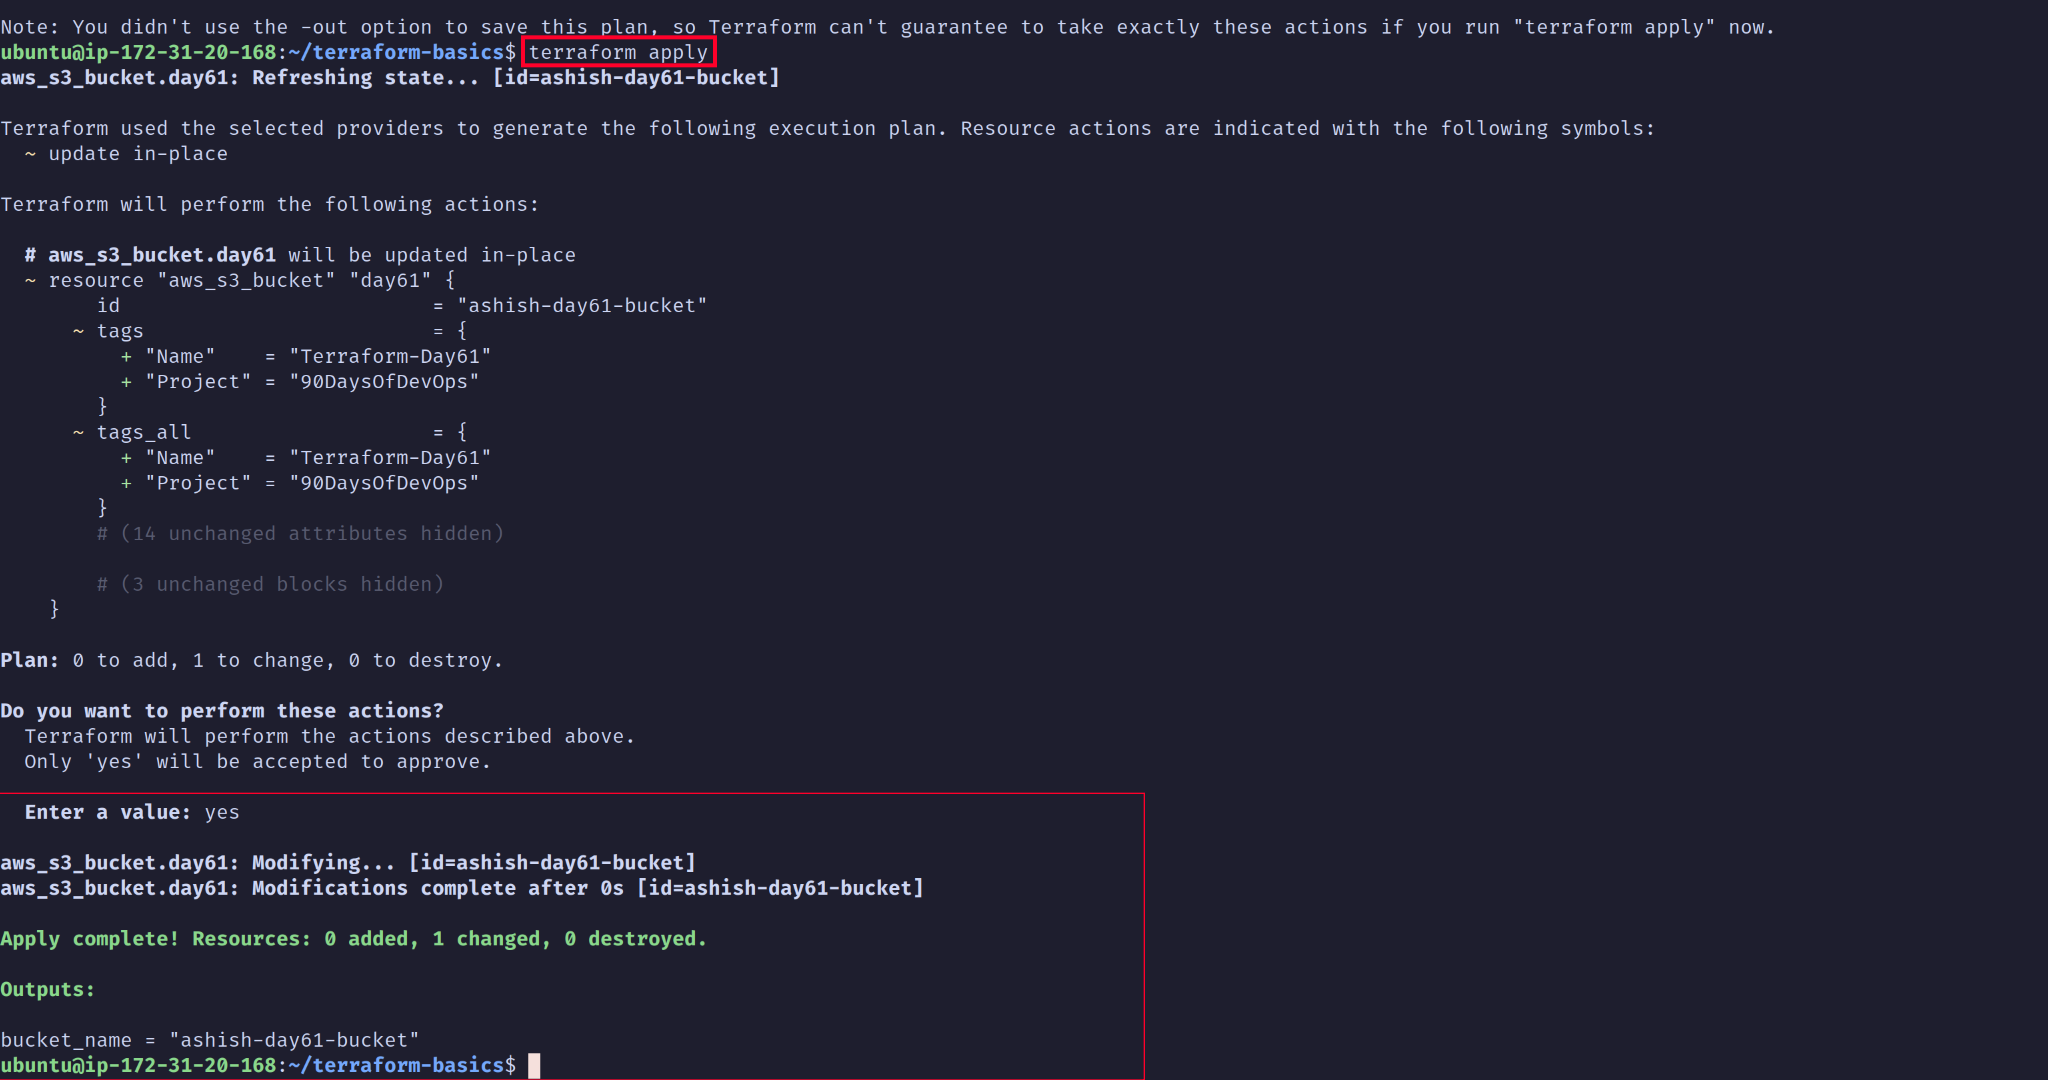 Note: You didn't use the -out option to save this plan, so Terraform can't guarantee to take exactly these actions if you run "terraform apply" now.
ubuntu@ip-172-31-20-168:~/terraform-basics$ terraform apply
aws_s3_bucket.day61: Refreshing state... [id=ashish-day61-bucket]

Terraform used the selected providers to generate the following execution plan. Resource actions are indicated with the following symbols:
  ~ update in-place

Terraform will perform the following actions:

  # aws_s3_bucket.day61 will be updated in-place
  ~ resource "aws_s3_bucket" "day61" {
        id                          = "ashish-day61-bucket"
      ~ tags                        = {
          + "Name"    = "Terraform-Day61"
          + "Project" = "90DaysOfDevOps"
        }
      ~ tags_all                    = {
          + "Name"    = "Terraform-Day61"
          + "Project" = "90DaysOfDevOps"
        }
        # (14 unchanged attributes hidden)

        # (3 unchanged blocks hidden)
    }

Plan: 0 to add, 1 to change, 0 to destroy.

Do you want to perform these actions?
  Terraform will perform the actions described above.
  Only 'yes' will be accepted to approve.

  Enter a value: yes

aws_s3_bucket.day61: Modifying... [id=ashish-day61-bucket]
aws_s3_bucket.day61: Modifications complete after 0s [id=ashish-day61-bucket]

Apply complete! Resources: 0 added, 1 changed, 0 destroyed.

Outputs:

bucket_name = "ashish-day61-bucket"
ubuntu@ip-172-31-20-168:~/terraform-basics$